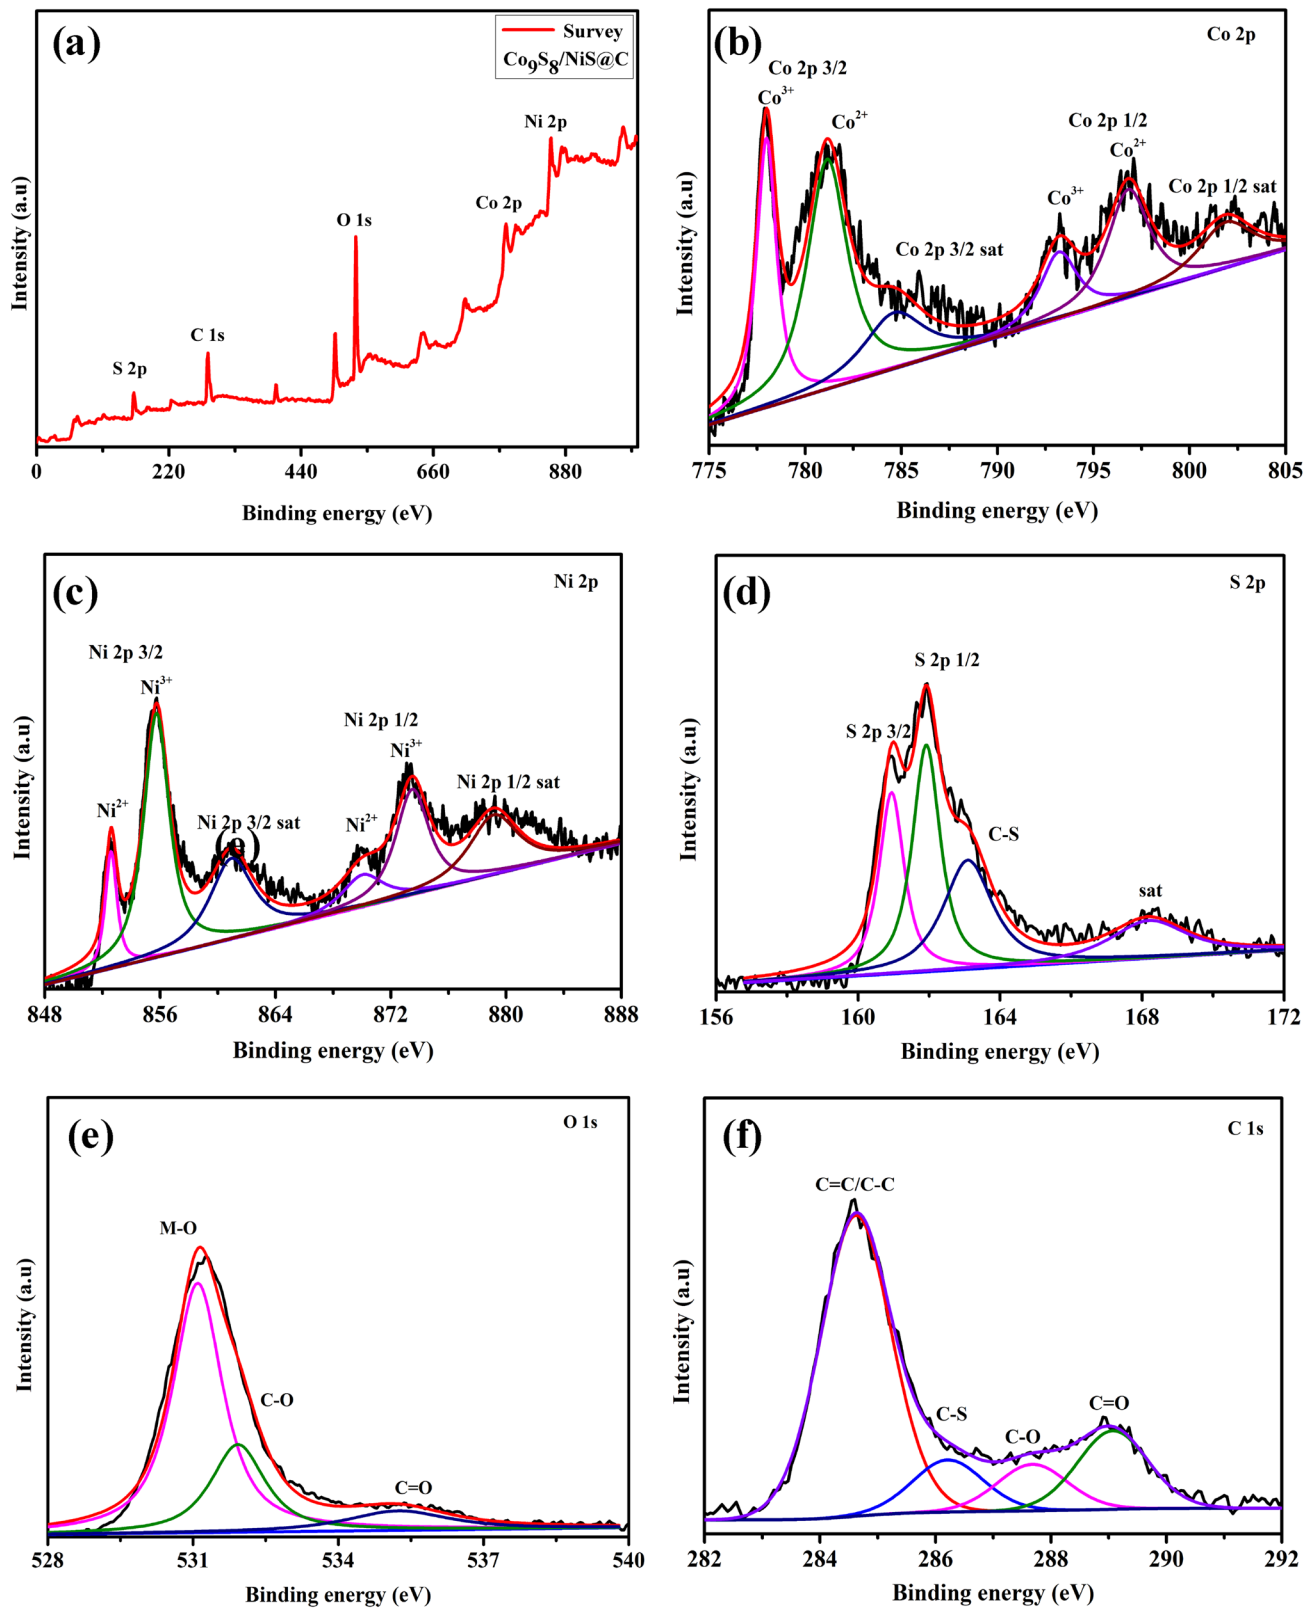 (a)
Survey
Co9S8/NiS@C
Ni 2p
Co 2p
O 1s
C 1s
S 2p
Intensity (a.u)
0 220 440 660 880
Binding energy (eV)
(b)
Co 2p
Co 2p 3/2
Co3+
Co2+
Co 2p 1/2
Co2+
Co3+
Co 2p 1/2 sat
Co 2p 3/2 sat
Intensity (a.u)
775 780 785 790 795 800 805
Binding energy (eV)
(c)
Ni 2p
Ni 2p 3/2
Ni3+
Ni 2p 1/2
Ni3+
Ni2+
Ni 2p 3/2 sat
(e)
Ni2+
Ni 2p 1/2 sat
Intensity (a.u)
848 856 864 872 880 888
Binding energy (eV)
(d)
S 2p
S 2p 1/2
S 2p 3/2
C-S
sat
Intensity (a.u)
156 160 164 168 172
Binding energy (eV)
(e)
O 1s
M-O
C-O
C=O
Intensity (a.u)
528 531 534 537 540
Binding energy (eV)
(f)
C 1s
C=C/C-C
C-S
C-O
C=O
Intensity (a.u)
282 284 286 288 290 292
Binding energy (eV)